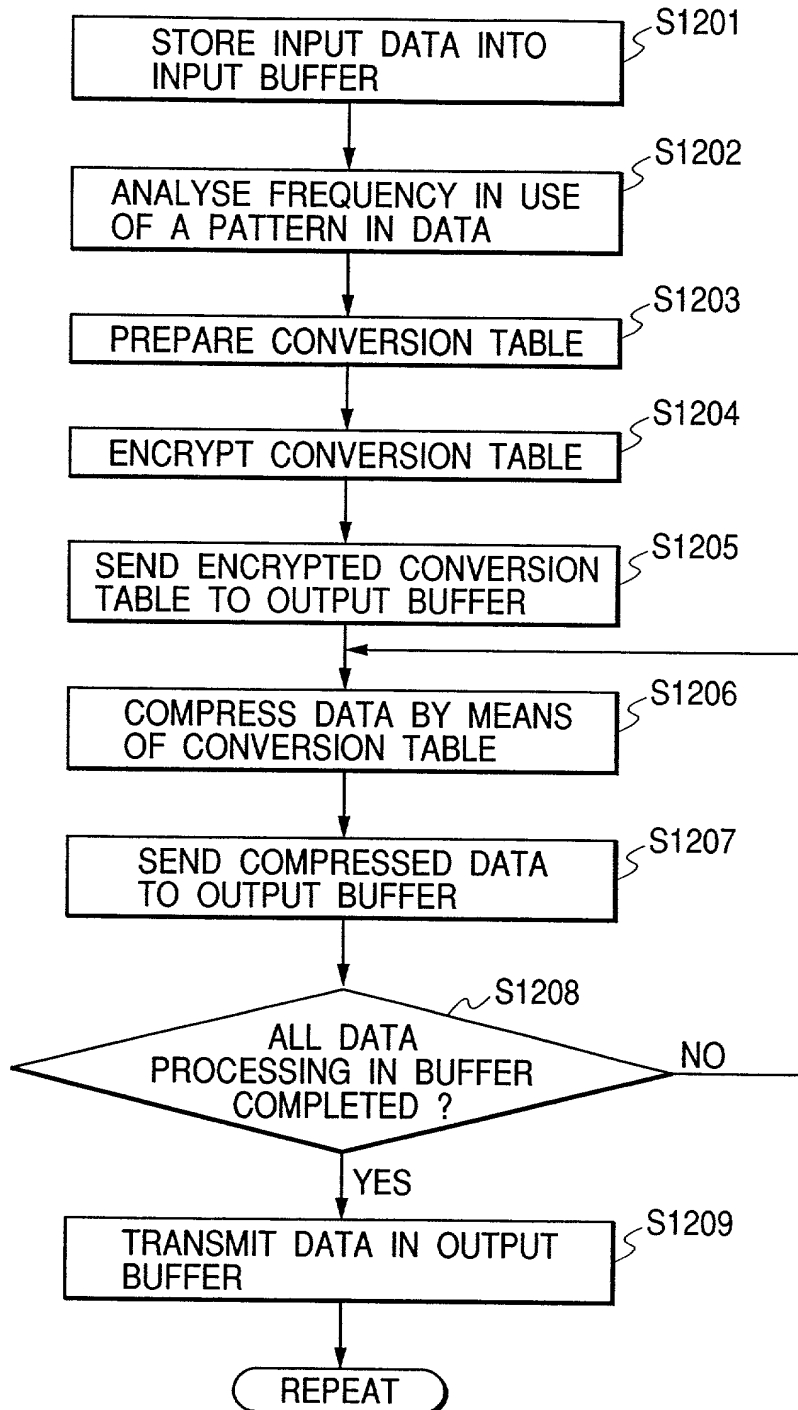 STORE INPUT DATA INTO
INPUT BUFFER
S1201
ANALYSE FREQUENCY IN USE
OF A PATTERN IN DATA
S1202
PREPARE CONVERSION TABLE
S1203
ENCRYPT CONVERSION TABLE
S1204
SEND ENCRYPTED CONVERSION
TABLE TO OUTPUT BUFFER
S1205
COMPRESS DATA BY MEANS
OF CONVERSION TABLE
S1206
SEND COMPRESSED DATA
TO OUTPUT BUFFER
S1207
S1208
ALL DATA
PROCESSING IN BUFFER
COMPLETED ?
NO
YES
TRANSMIT DATA IN OUTPUT
BUFFER
S1209
REPEAT